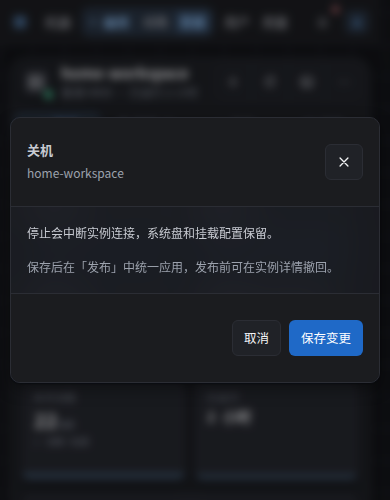 关机
home-workspace
停止会中断实例连接，系统盘和挂载配置保留。
保存后在「发布」中统一应用，发布前可在实例详情撤回。
取消
保存变更